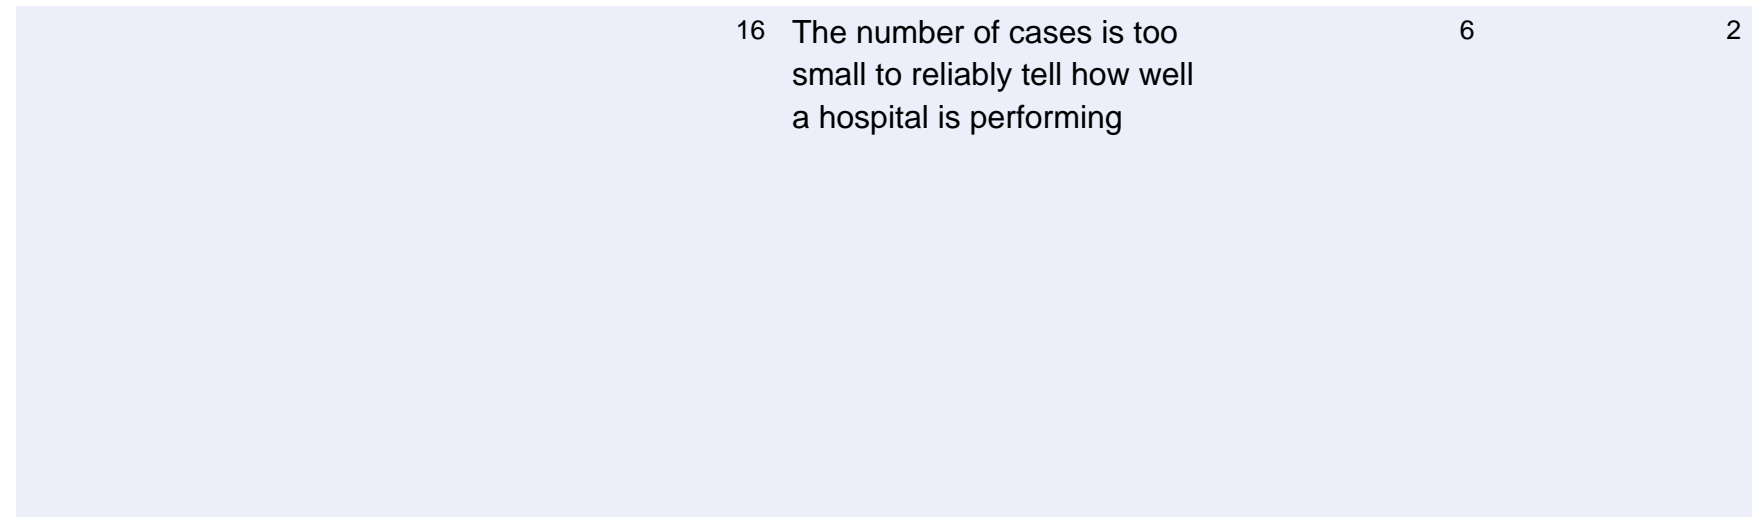 16 The number of cases is too 6 2
small to reliably tell how well
a hospital is performing